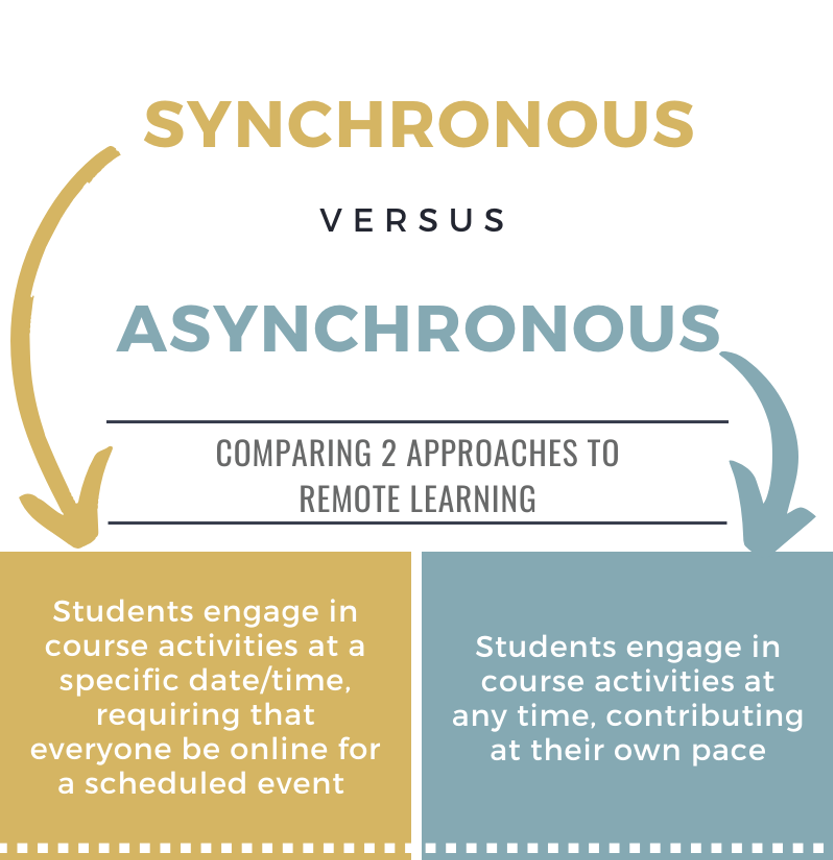 SYNCHRONOUS
VERSUS
ASYNCHRONOUS
COMPARING 2 APPROACHES TO
REMOTE LEARNING
Students engage in
course activities at a
specific date/time,
requiring that
everyone be online for
a scheduled event
Students engage in
course activities at
any time, contributing
at their own pace